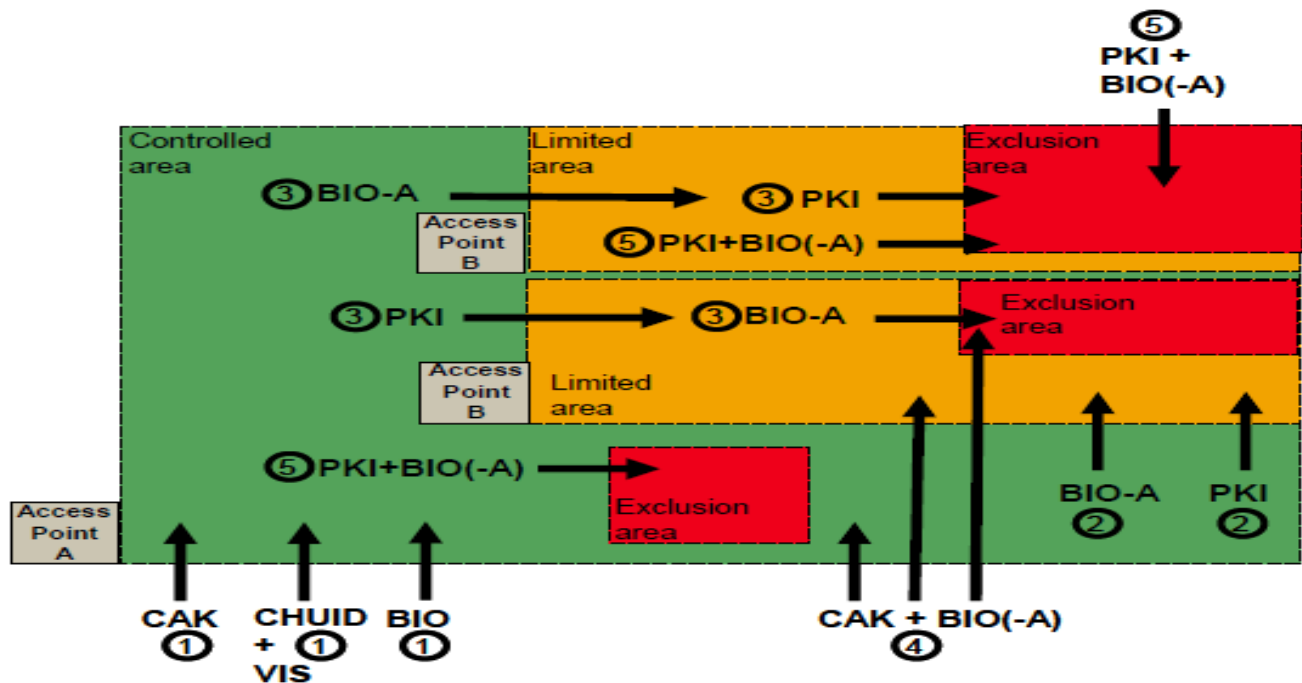 ⑤
PKI +
BIO(-A)
Controlled
area
Limited
area
Exclusion
area
③ BIO-A
③ PKI
Access
Point
B
⑤ PKI+BIO(-A)
③ PKI
③ BIO-A
Exclusion
area
Access
Point
B
Limited
area
⑤ PKI+BIO(-A)
Exclusion
area
BIO-A
②
PKI
②
Access
Point
A
CAK
①
CHUID
+ ①
VIS
BIO
①
CAK + BIO(-A)
④